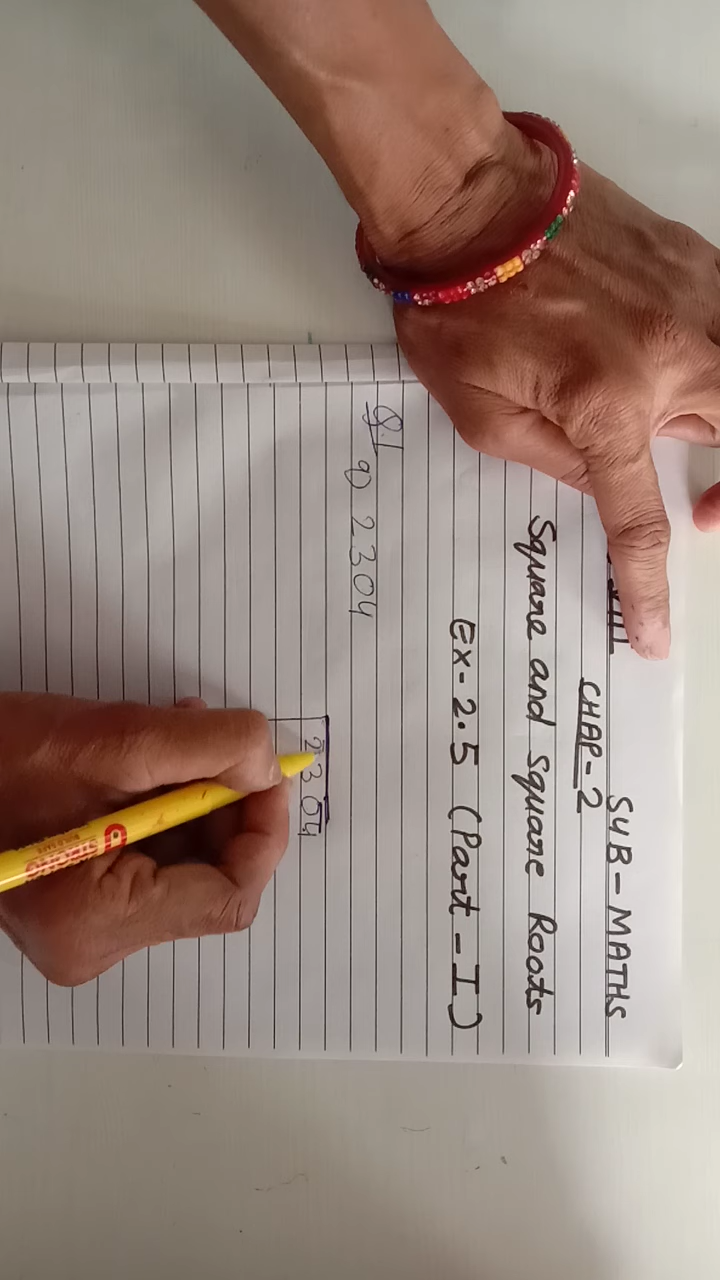 SUB-MATHS
CHAP-2
Square and Square Roots
Ex-2.5 (Part-I)
Q.1
a) 2304
2304